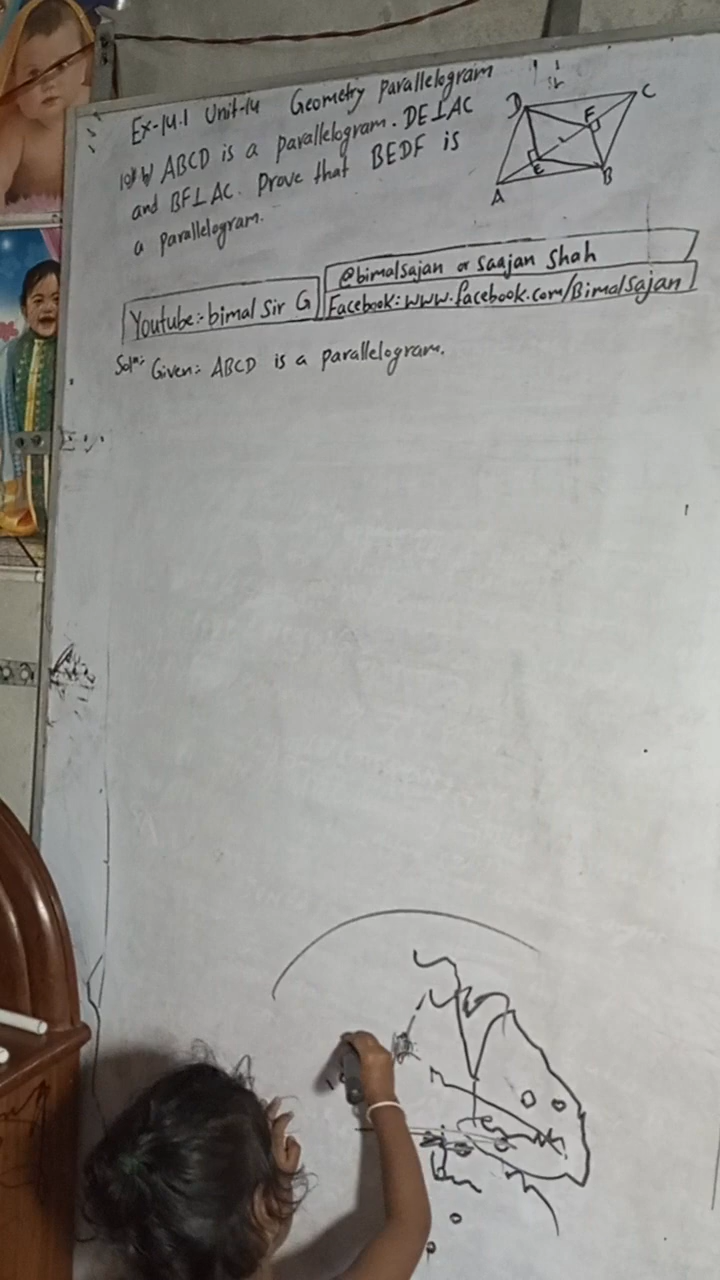 Ex-14.1 Unit-14 Geometry Parallelogram
10) b) ABCD is a parallelogram. DE⊥AC
and BF⊥AC. Prove that BEDF is
a parallelogram.
D
C
F
E
A
B
Youtube:- bimal Sir G
@bimalsajan or Saajan Shah
Facebook:www.facebook.com/Bimalsajan
Solⁿ: Given: ABCD is a parallelogram.